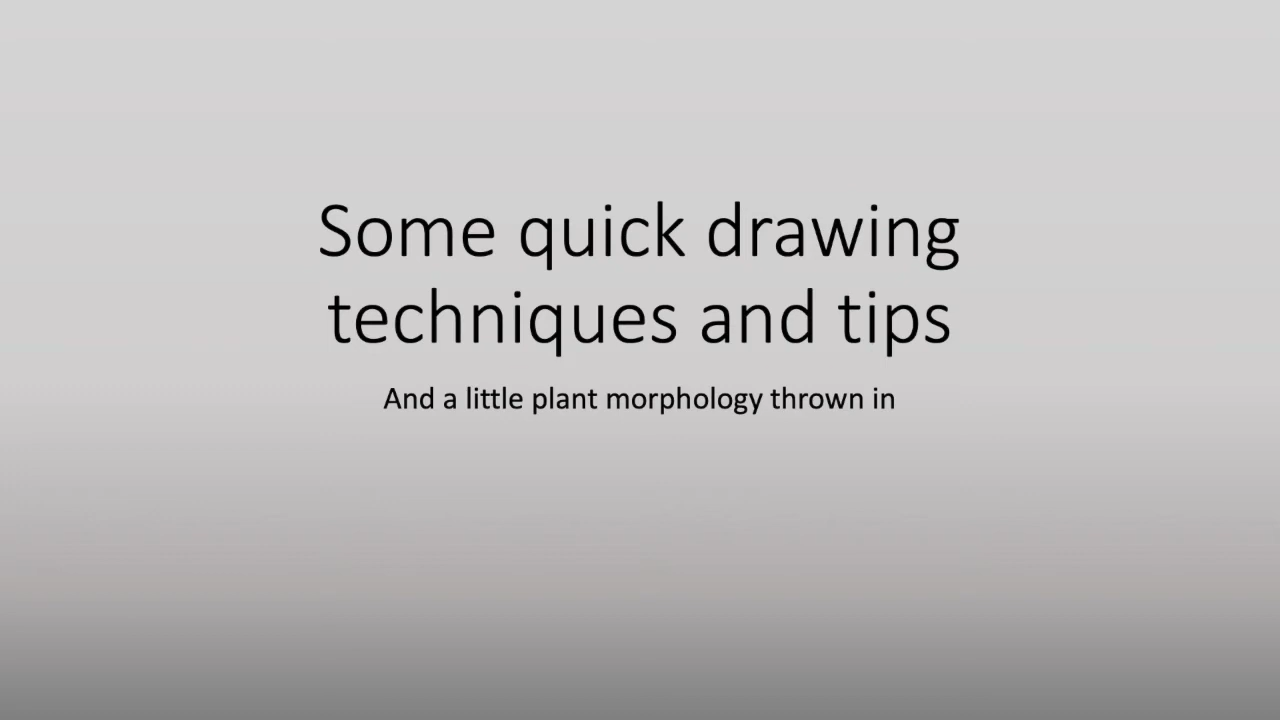 Some quick drawing
techniques and tips
And a little plant morphology thrown in